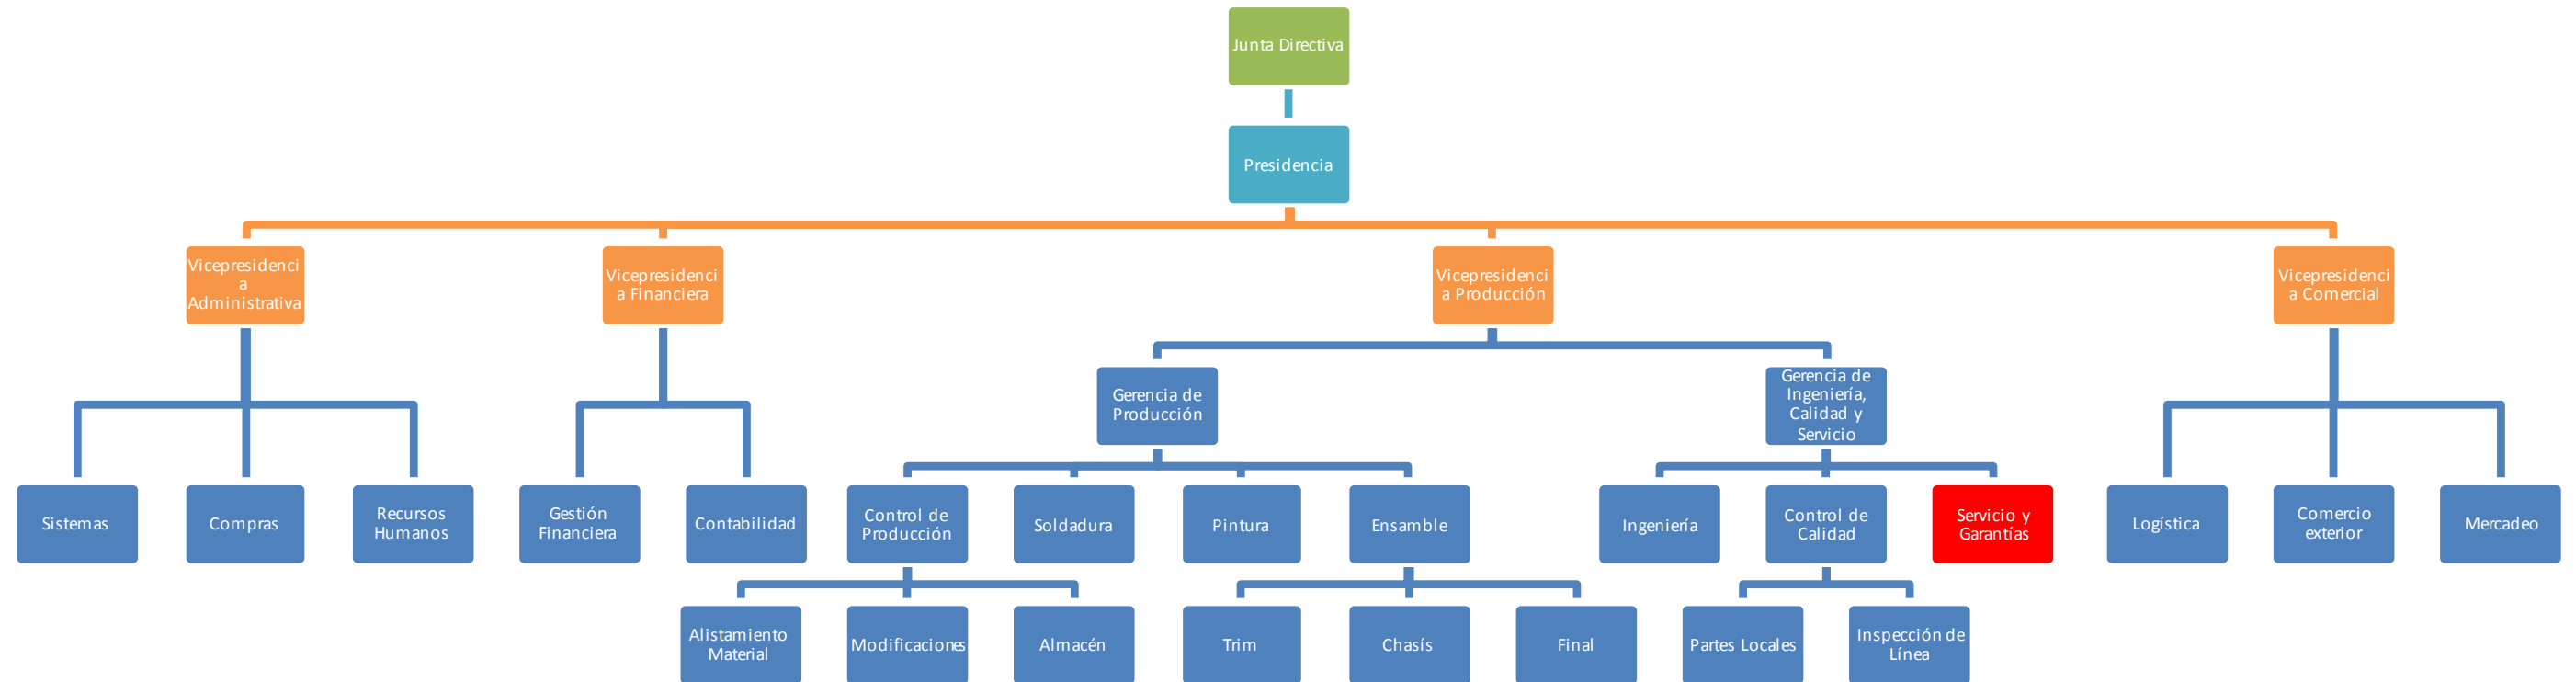 Junta Directiva
Presidencia
Vicepresidenci
a
Administrativa
Vicepresidenci
a Financiera
Vicepresidenci
a Producción
Vicepresidenci
a Comercial
Gerencia de
Producción
Gerencia de
Ingeniería,
Calidad y
Servicio
Sistemas
Compras
Recursos
Humanos
Gestión
Financiera
Contabilidad
Control de
Producción
Soldadura
Pintura
Ensamble
Ingeniería
Control de
Calidad
Servicio y
Garantías
Logística
Comercio
exterior
Mercadeo
Alistamiento
Material
Modificaciones
Almacén
Trim
Chasís
Final
Partes Locales
Inspección de
Línea